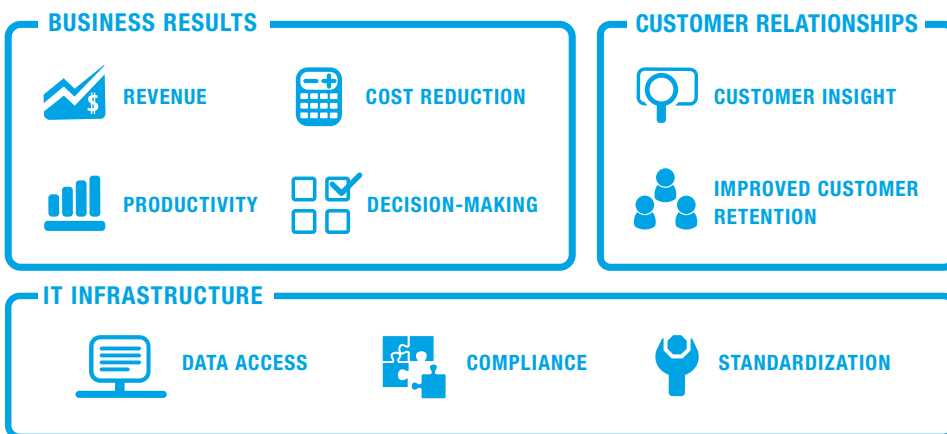 BUSINESS RESULTS
REVENUE
$
COST REDUCTION
PRODUCTIVITY
DECISION-MAKING
CUSTOMER RELATIONSHIPS
CUSTOMER INSIGHT
IMPROVED CUSTOMER
RETENTION
IT INFRASTRUCTURE
DATA ACCESS
COMPLIANCE
STANDARDIZATION